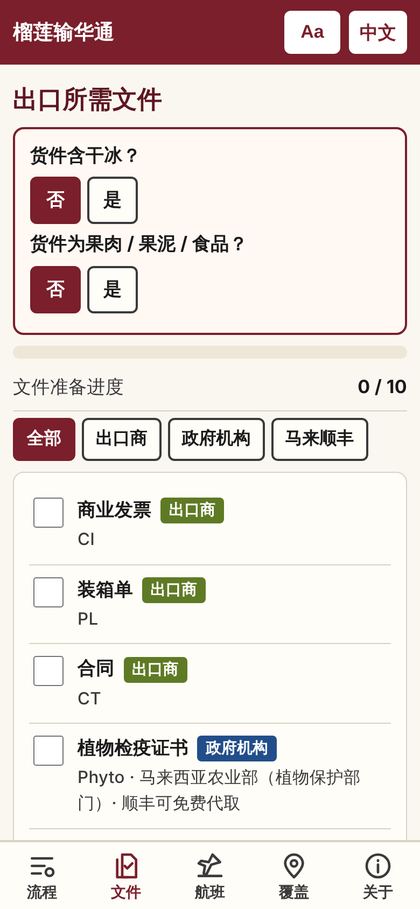 榴莲输华通
Aa
中文
出口所需文件
货件含干冰？
否
是
货件为果肉 / 果泥 / 食品？
否
是
文件准备进度
0 / 10
全部
出口商
政府机构
马来顺丰
商业发票 出口商
CI
装箱单 出口商
PL
合同 出口商
CT
植物检疫证书 政府机构
Phyto · 马来西亚农业部（植物保护部
门）· 顺丰可免费代取
流程
文件
航班
覆盖
关于